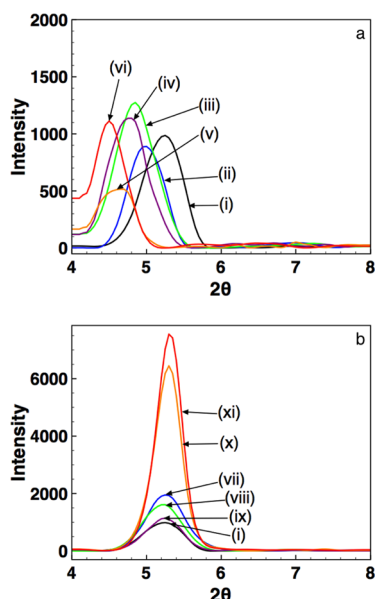 a
2000
1500
1000
500
0
Intensity
(vi)
(iv)
(iii)
(v)
(ii)
(i)
4 5 6 7 8
2θ
b
6000
4000
2000
0
Intensity
(xi)
(x)
(vii)
(viii)
(ix)
(i)
4 5 6 7 8
2θ